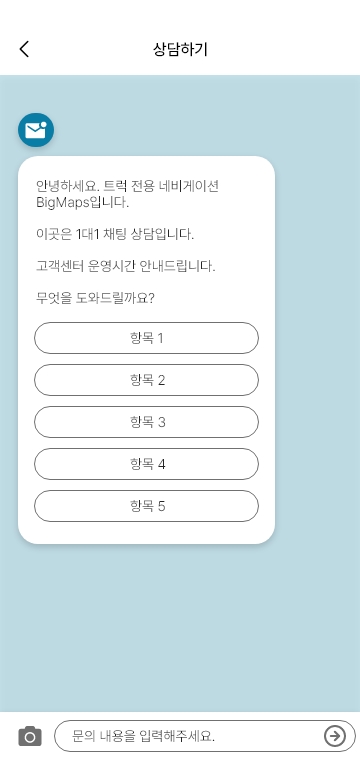 상담하기
안녕하세요. 트럭 전용 네비게이션
BigMaps입니다.
이곳은 1대1 채팅 상담입니다.
고객센터 운영시간 안내드립니다.
무엇을 도와드릴까요?
항목 1
항목 2
항목 3
항목 4
항목 5
문의 내용을 입력해주세요.